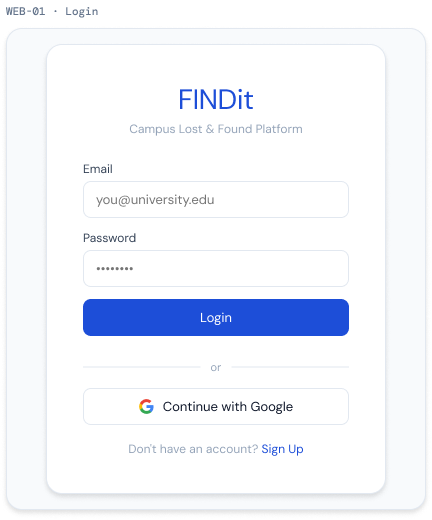 WEB-01 · Login
FINDit
Campus Lost & Found Platform
Email
you@university.edu
Password
••••••••
Login
or
Continue with Google
Don't have an account? Sign Up